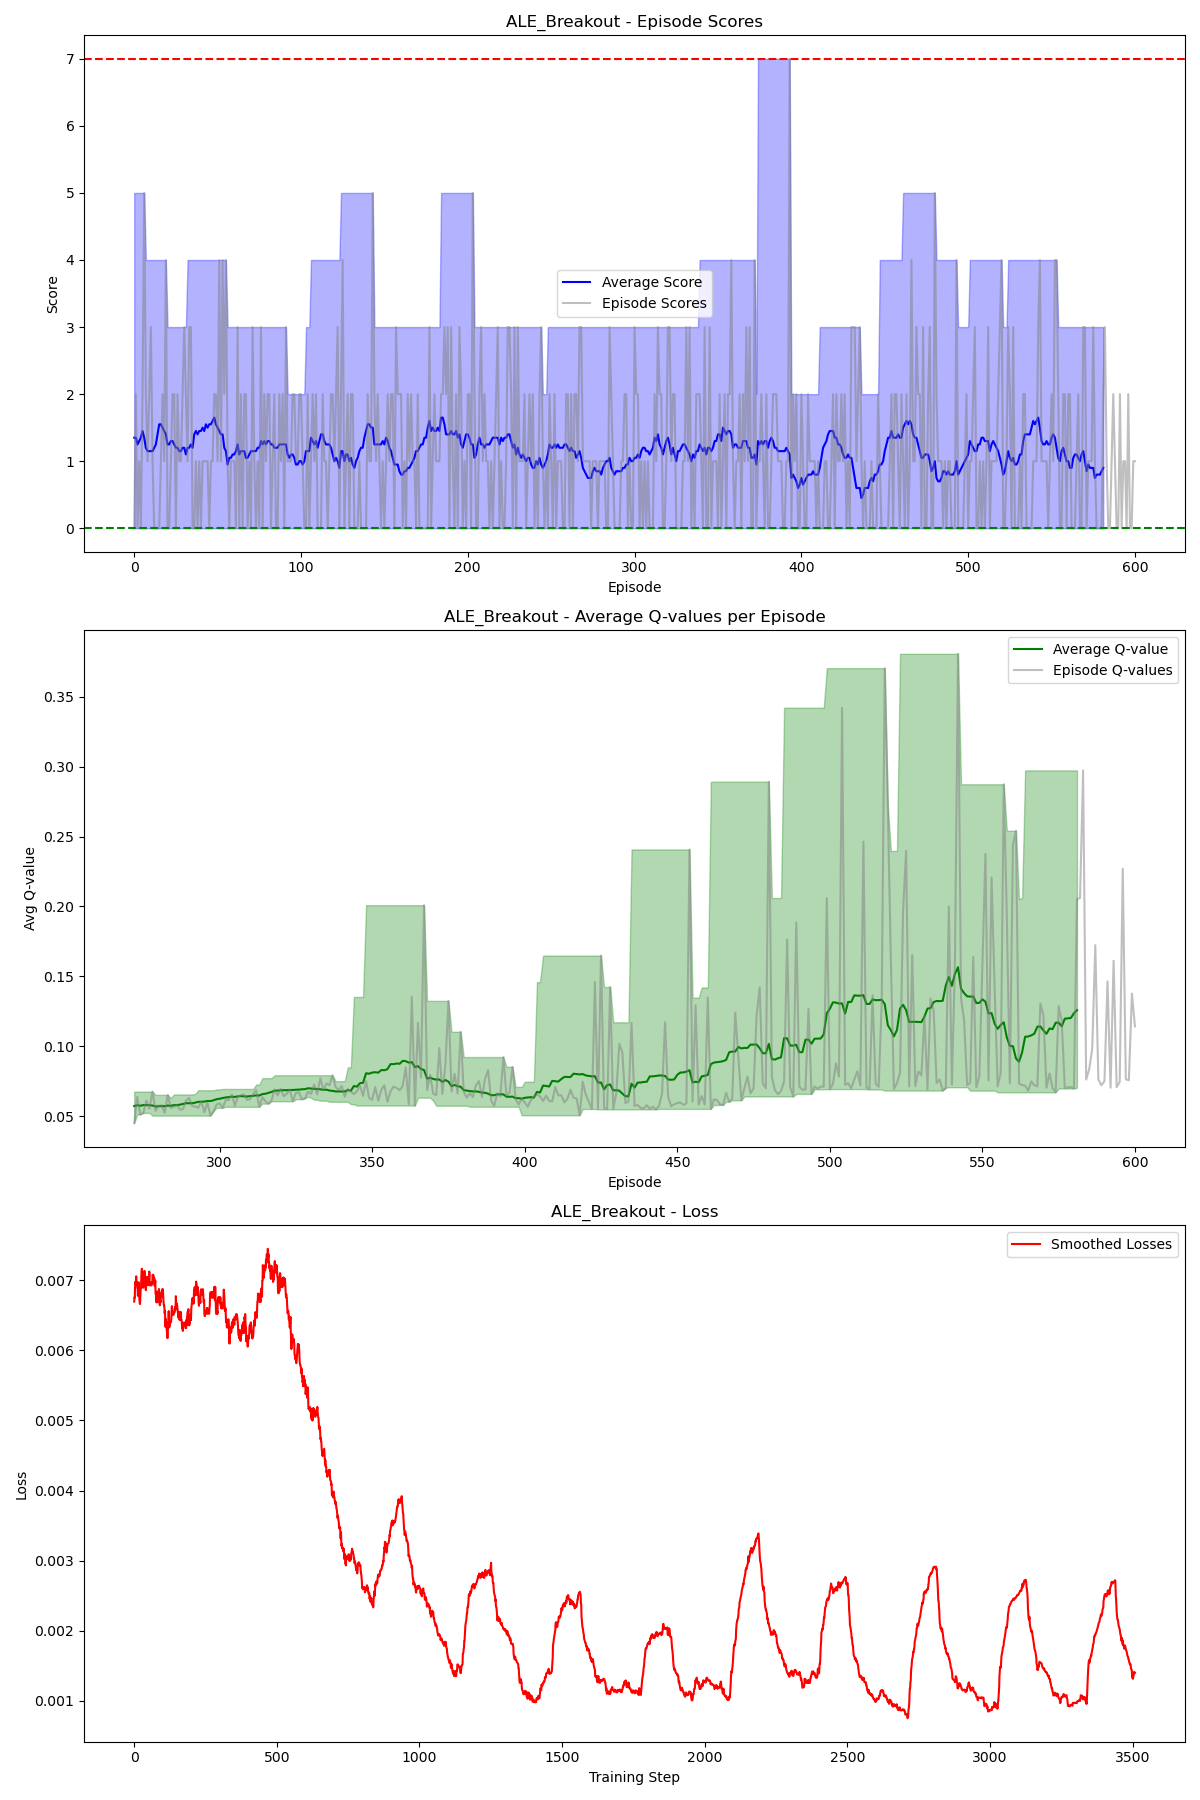 ALE_Breakout - Episode Scores
7
6
5
4
3
2
1
0
Score
Average Score
Episode Scores
0 100 200 300 400 500 600
Episode
ALE_Breakout - Average Q-values per Episode
0.35
0.30
0.25
0.20
0.15
0.10
0.05
Avg Q-value
Average Q-value
Episode Q-values
300 350 400 450 500 550 600
Episode
ALE_Breakout - Loss
0.007
0.006
0.005
0.004
0.003
0.002
0.001
Loss
Smoothed Losses
0 500 1000 1500 2000 2500 3000 3500
Training Step